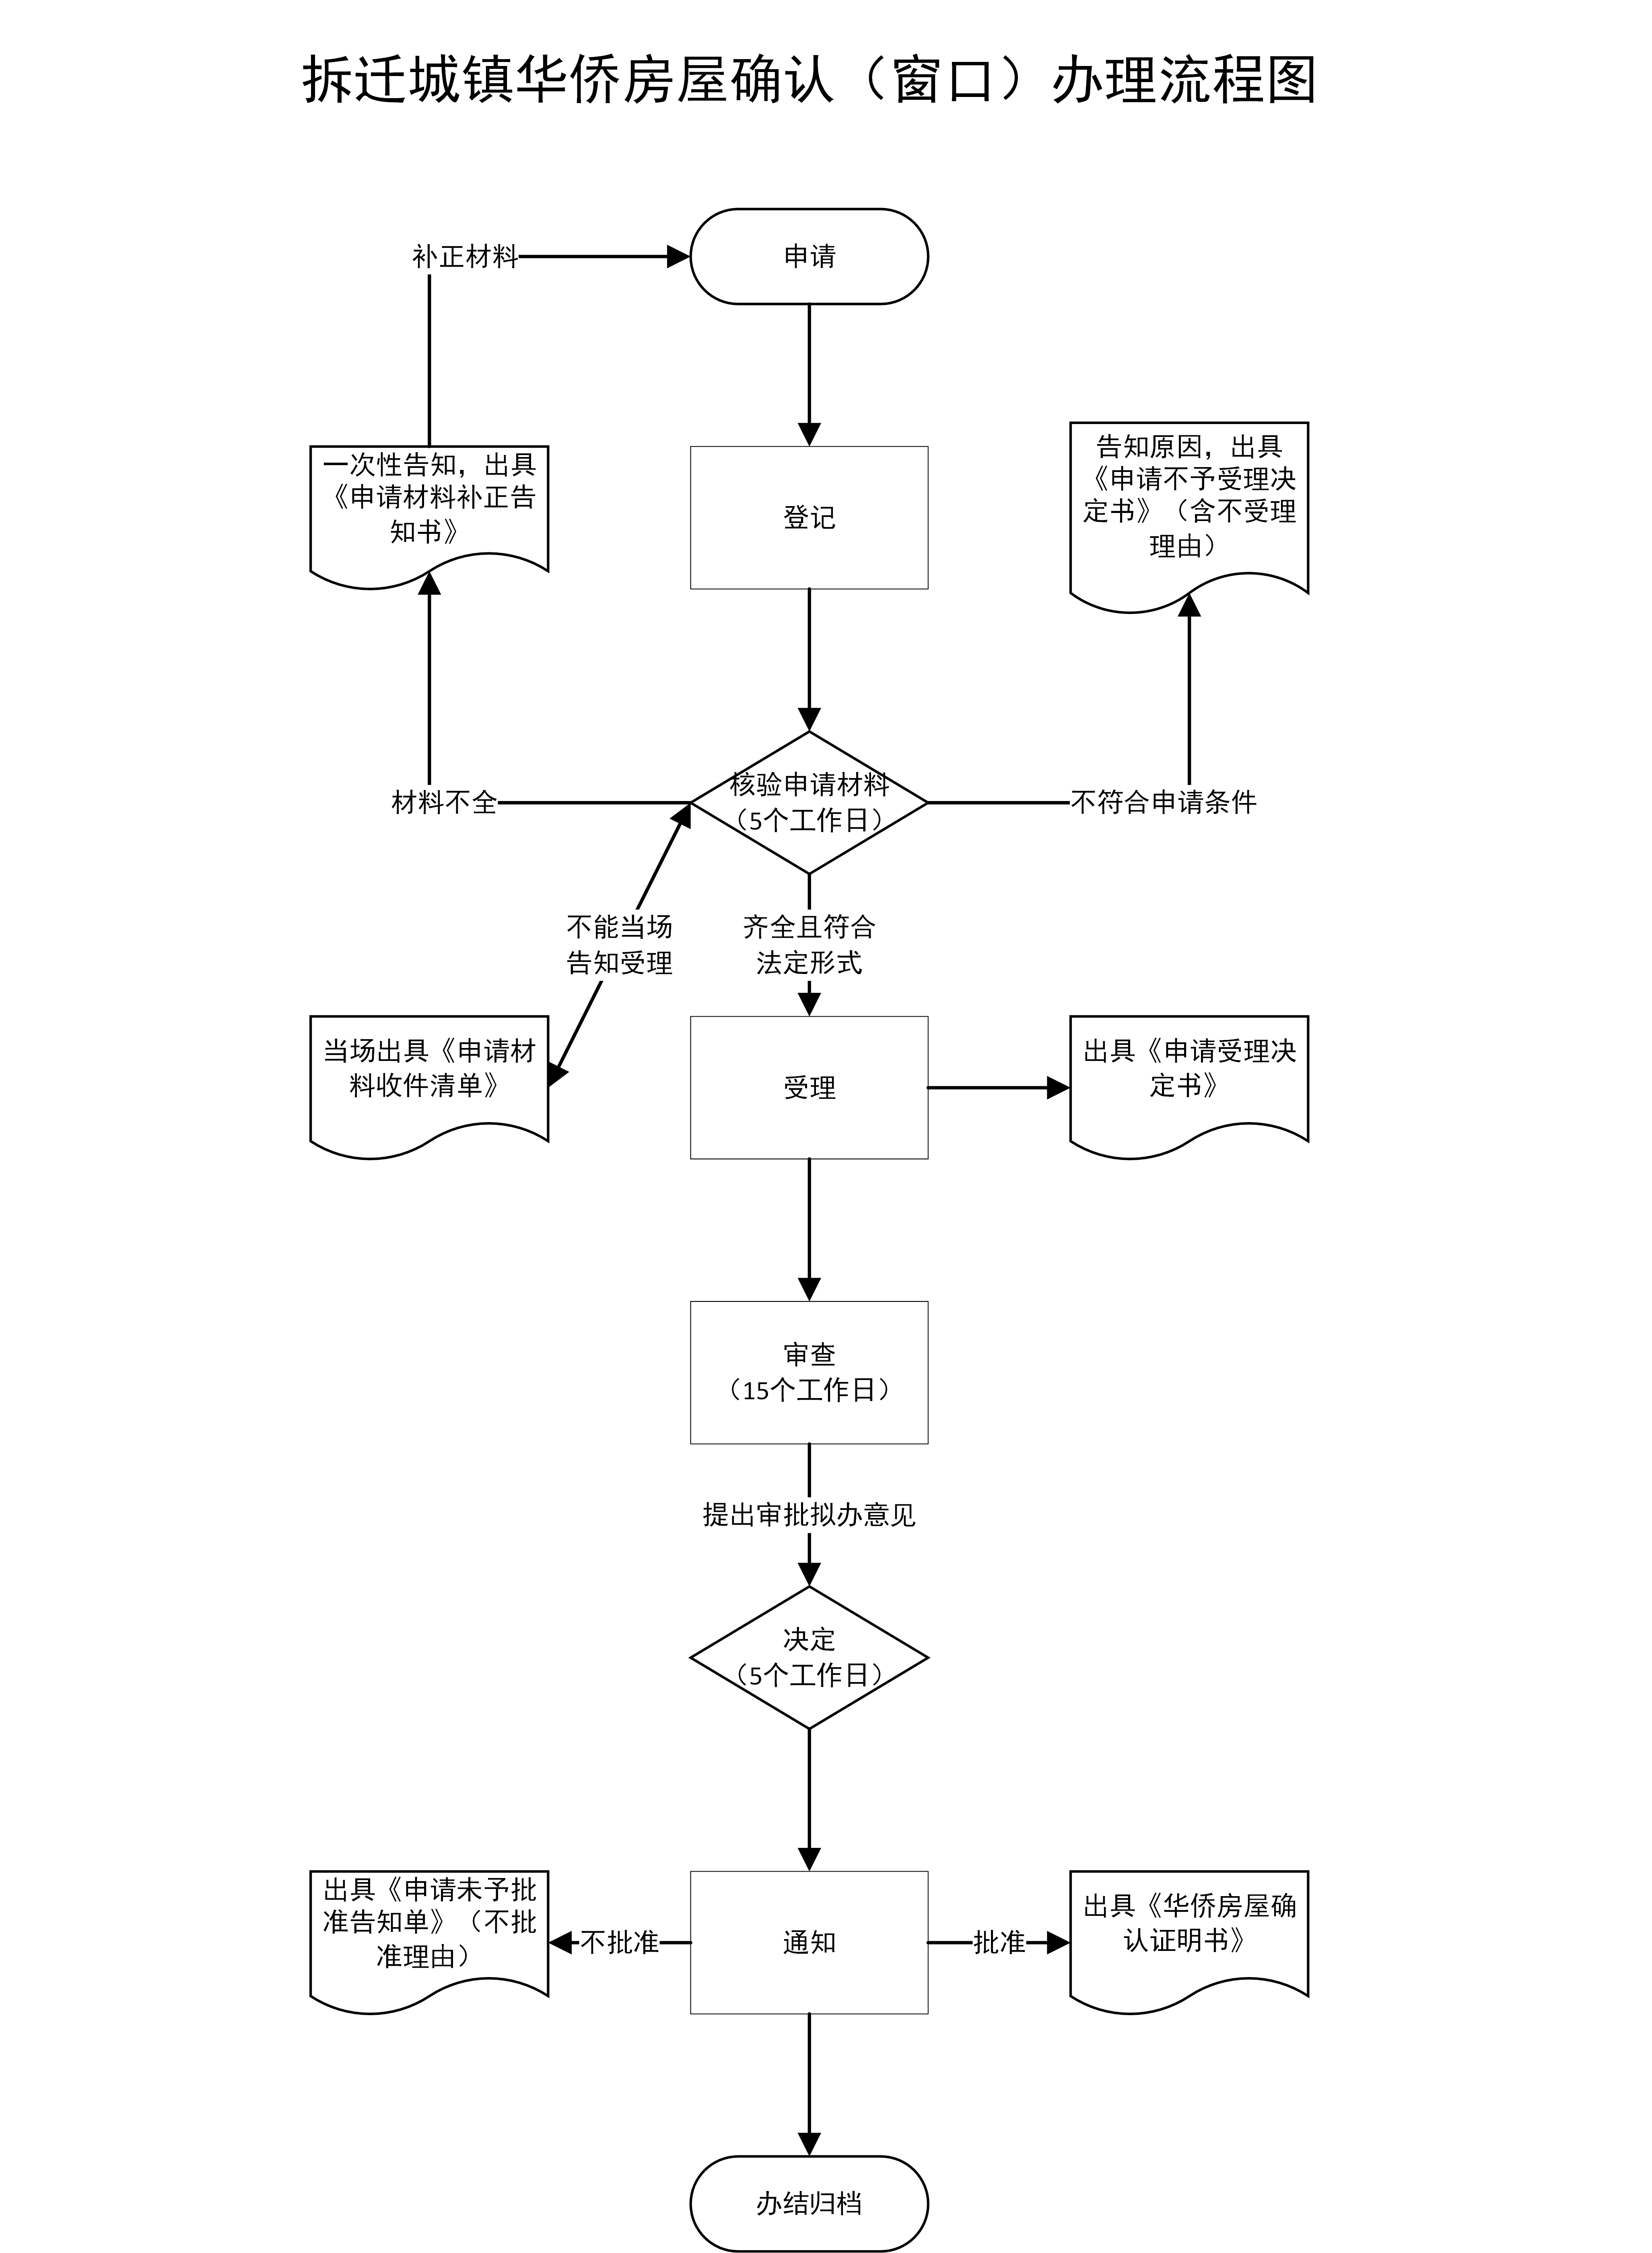 拆迁城镇华侨房屋确认（窗口）办理流程图
补正材料
申请
一次性告知，出具
《申请材料补正告
知书》
登记
告知原因，出具
《申请不予受理决
定书》（含不受理
理由）
材料不全
核验申请材料
（5个工作日）
不符合申请条件
不能当场
告知受理
齐全且符合
法定形式
当场出具《申请材
料收件清单》
受理
出具《申请受理决
定书》
审查
（15个工作日）
提出审批拟办意见
决定
（5个工作日）
出具《申请未予批
准告知单》（不批
准理由）
不批准
通知
批准
出具《华侨房屋确
认证明书》
办结归档